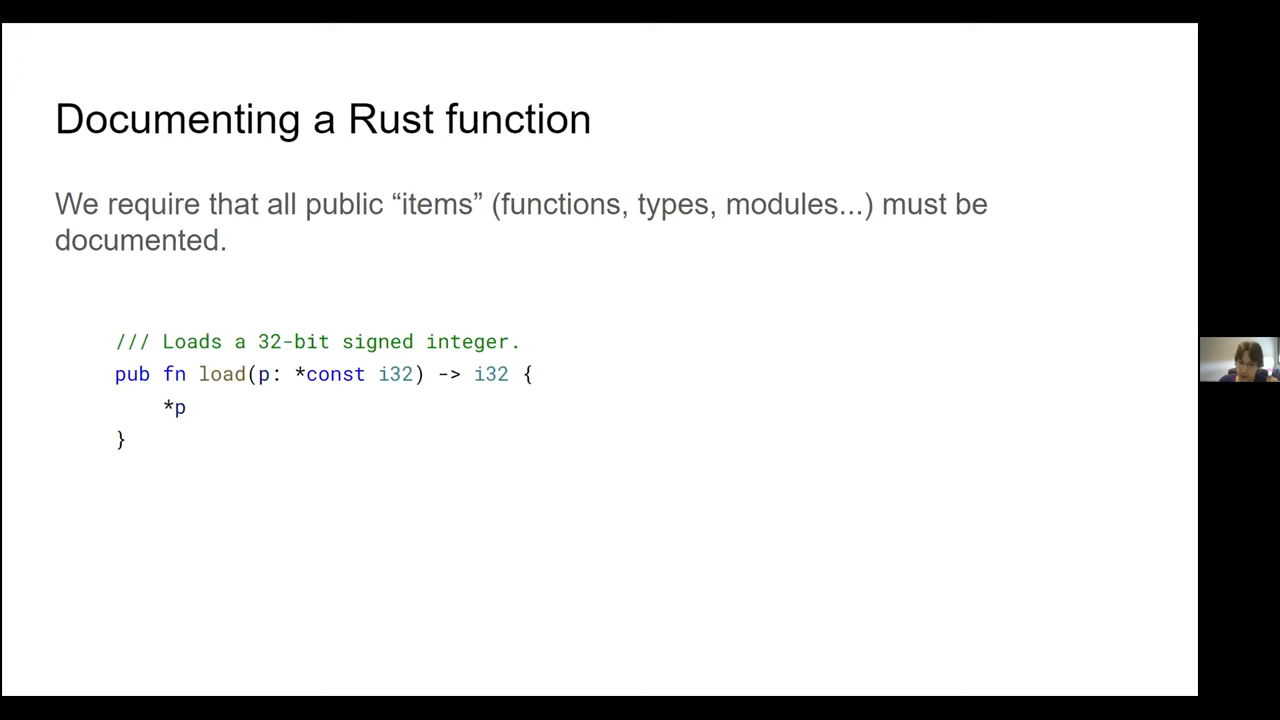 Documenting a Rust function
We require that all public “items” (functions, types, modules...) must be
documented.
/// Loads a 32-bit signed integer.
pub fn load(p: *const i32) -> i32 {
    *p
}